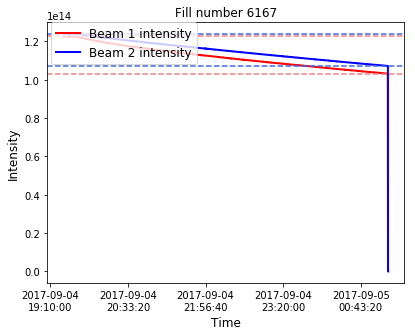 Fill number 6167
1e14
Beam 1 intensity
Beam 2 intensity
1.2
1.0
0.8
0.6
0.4
0.2
0.0
Intensity
2017-09-04 2017-09-04 2017-09-04 2017-09-04 2017-09-05
19:10:00 20:33:20 21:56:40 23:20:00 00:43:20
Time